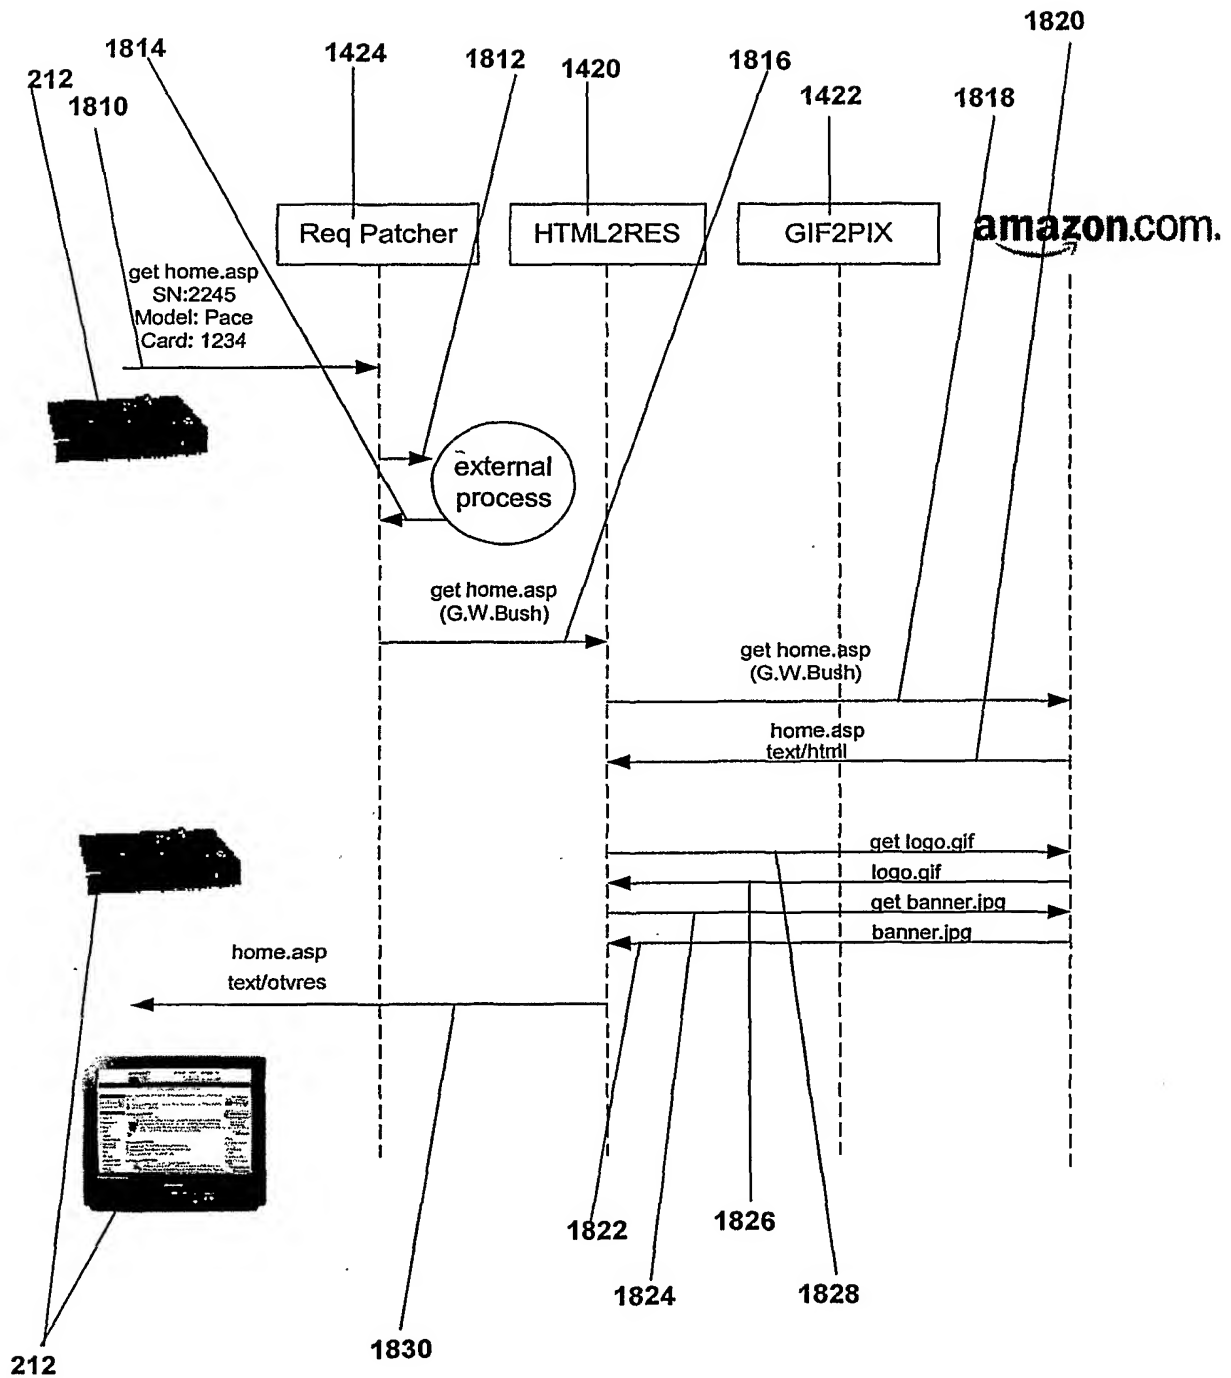 1820
1814
1424
1812
1420
1816
212
1422
1818
1810
Req Patcher
HTML2RES
GIF2PIX
amazon.com.
get home.asp
SN:2245
Model: Pace
Card: 1234
external
process
get home.asp
(G.W.Bush)
get home.asp
(G.W.Bush)
home.asp
text/html
get logo.gif
logo.gif
get banner.jpg
banner.jpg
home.asp
text/otvres
1822
1826
1824
1828
1830
212